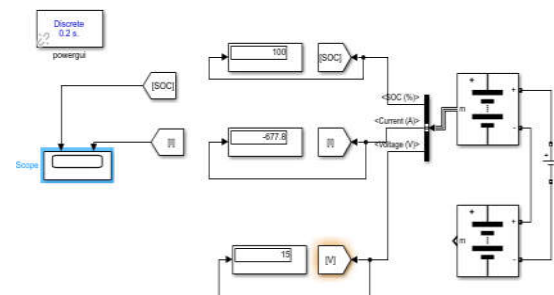 Discrete
0.2 s.
powergui
[SOC]
[I]
Scope
100
[SOC]
<SOC (%)>
-677.8
[I]
<Current (A)>
<Voltage (V)>
15
[V]
m
+
-
+
m
+
-
+
+